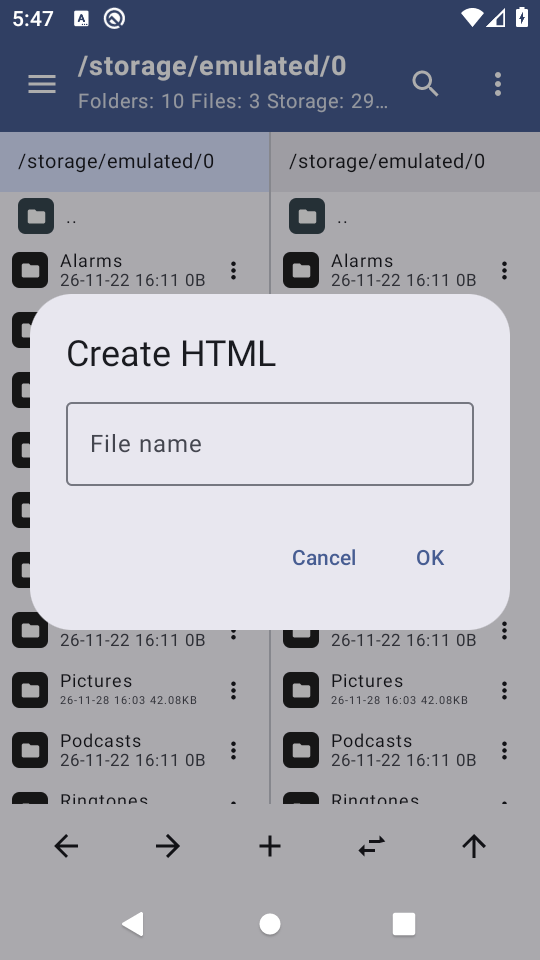 5:47
/storage/emulated/0
Folders: 10 Files: 3 Storage: 29…
/storage/emulated/0
/storage/emulated/0
..
..
Alarms
26-11-22 16:11 0B
Alarms
26-11-22 16:11 0B
Create HTML
File name
Cancel
OK
26-11-22 16:11 0B
26-11-22 16:11 0B
Pictures
26-11-28 16:03 42.08KB
Pictures
26-11-28 16:03 42.08KB
Podcasts
26-11-22 16:11 0B
Podcasts
26-11-22 16:11 0B
Ringtones
Ringtones